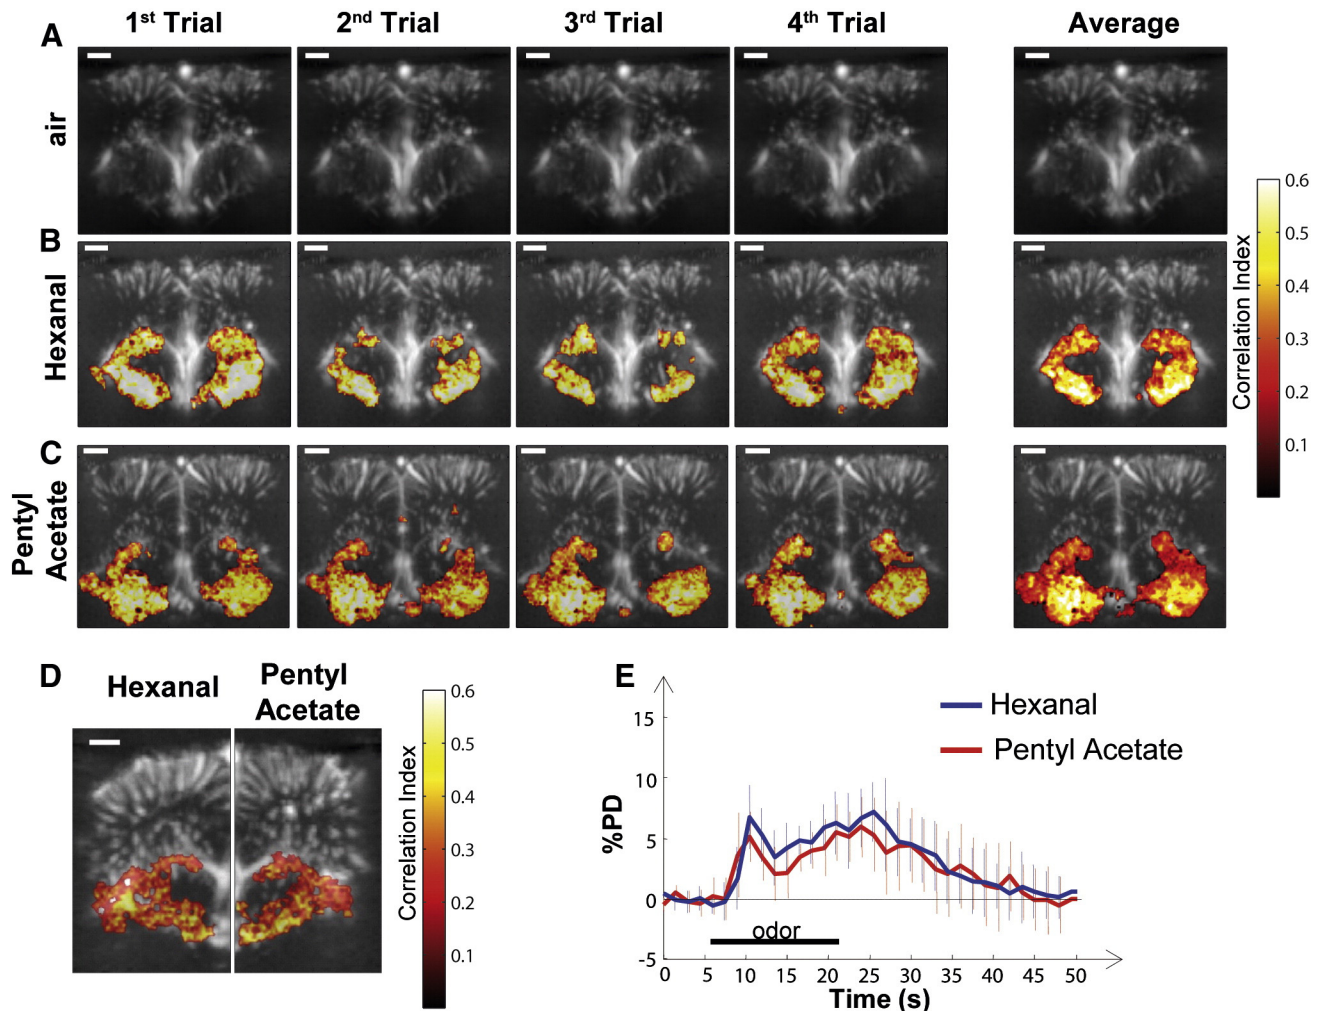 A
1st Trial
2nd Trial
3rd Trial
4th Trial
Average
air
B
Hexanal
0.6
0.5
0.4
0.3
0.2
0.1
Correlation Index
C
Pentyl
Acetate
D
Hexanal
Pentyl
Acetate
0.6
0.5
0.4
0.3
0.2
0.1
Correlation Index
E
Hexanal
Pentyl Acetate
15
10
5
0
-5
%PD
odor
0 5 10 15 20 25 30 35 40 45 50
Time (s)